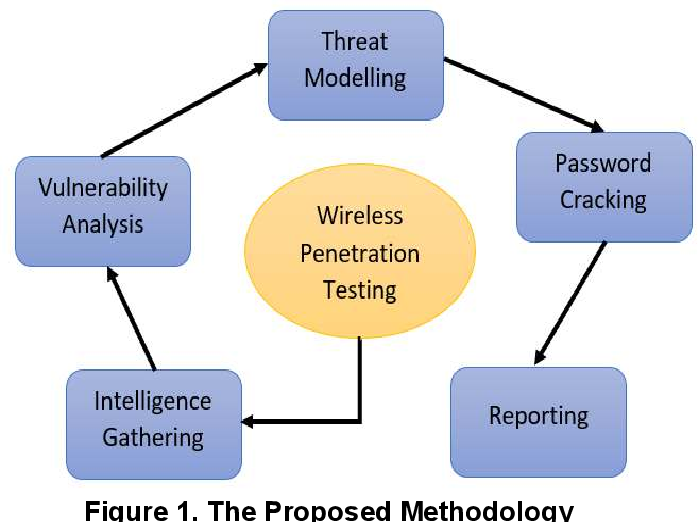 Threat
Modelling
Password
Cracking
Vulnerability
Analysis
Wireless
Penetration
Testing
Intelligence
Gathering
Reporting
Figure 1. The Proposed Methodology